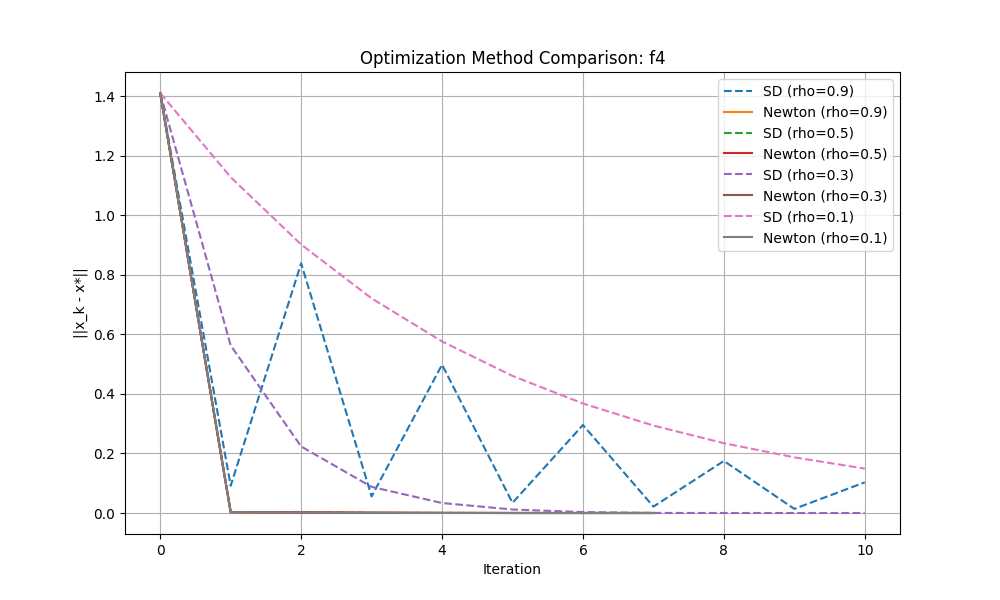 Optimization Method Comparison: f4
SD (rho=0.9)
Newton (rho=0.9)
SD (rho=0.5)
Newton (rho=0.5)
SD (rho=0.3)
Newton (rho=0.3)
SD (rho=0.1)
Newton (rho=0.1)
||x_k - x*||
1.4
1.2
1.0
0.8
0.6
0.4
0.2
0.0
0 2 4 6 8 10
Iteration